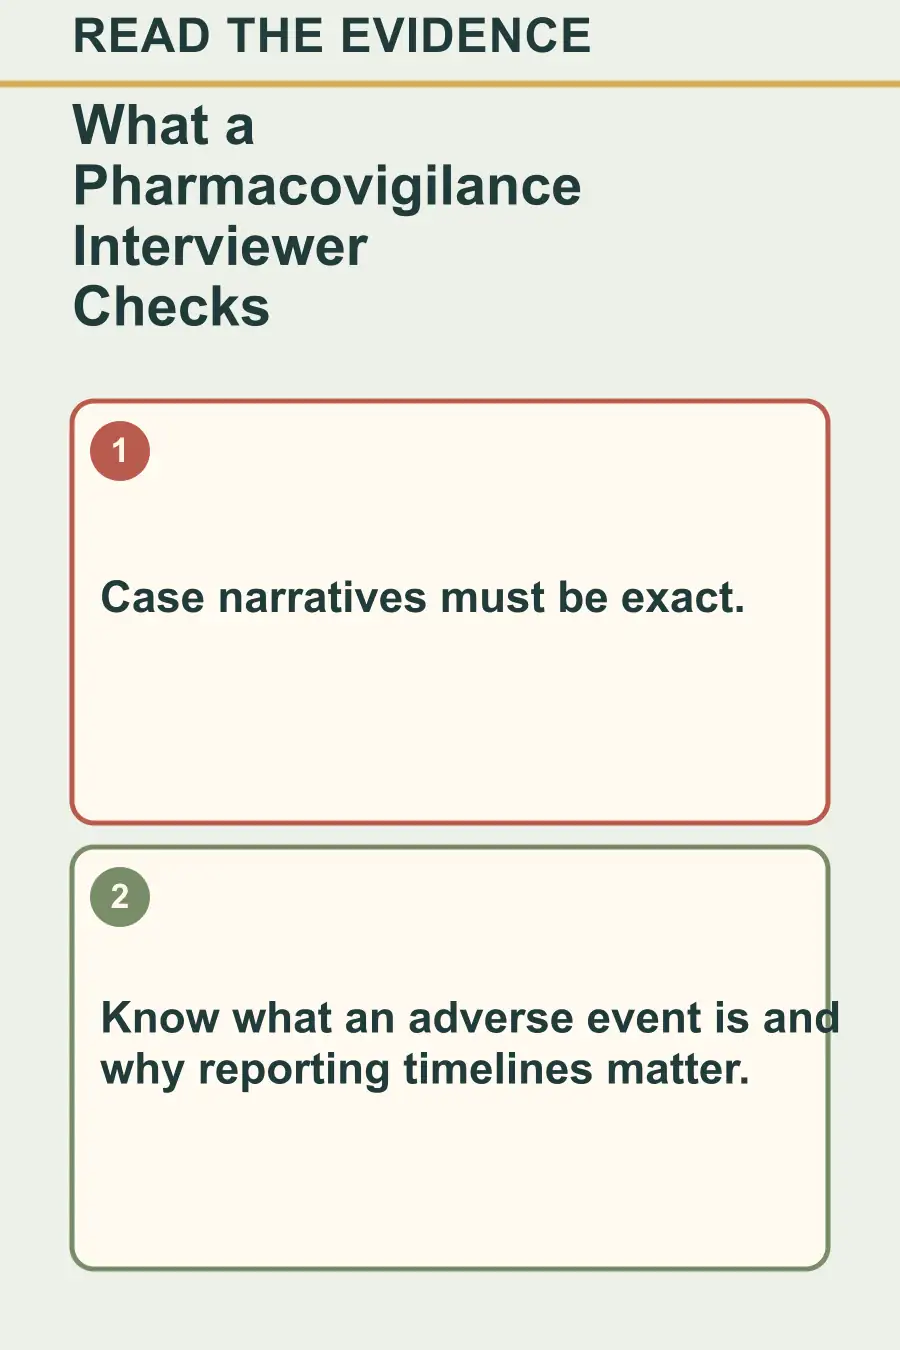 READ THE EVIDENCE
What a
Pharmacovigilance
Interviewer
Checks
1
Case narratives must be exact.
2
Know what an adverse event is and
why reporting timelines matter.